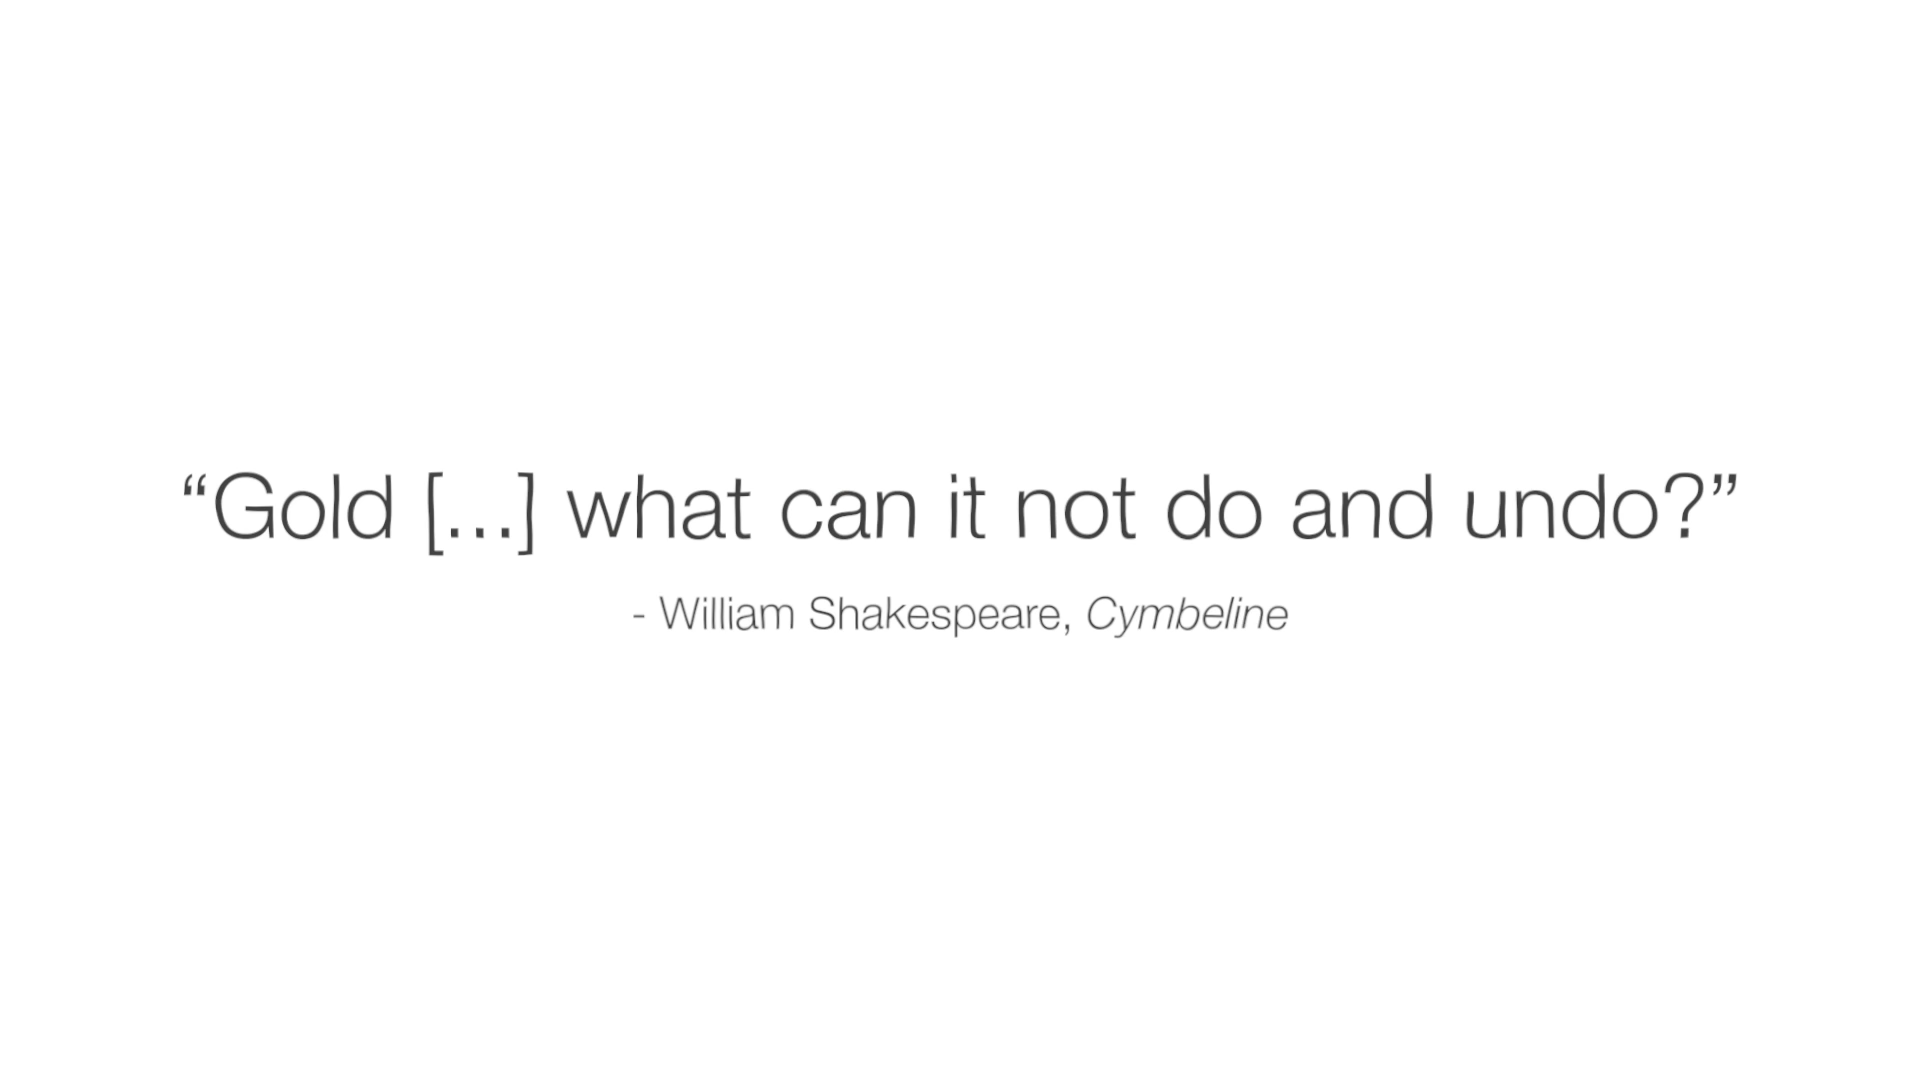 “Gold [...] what can it not do and undo?”
- William Shakespeare, Cymbeline